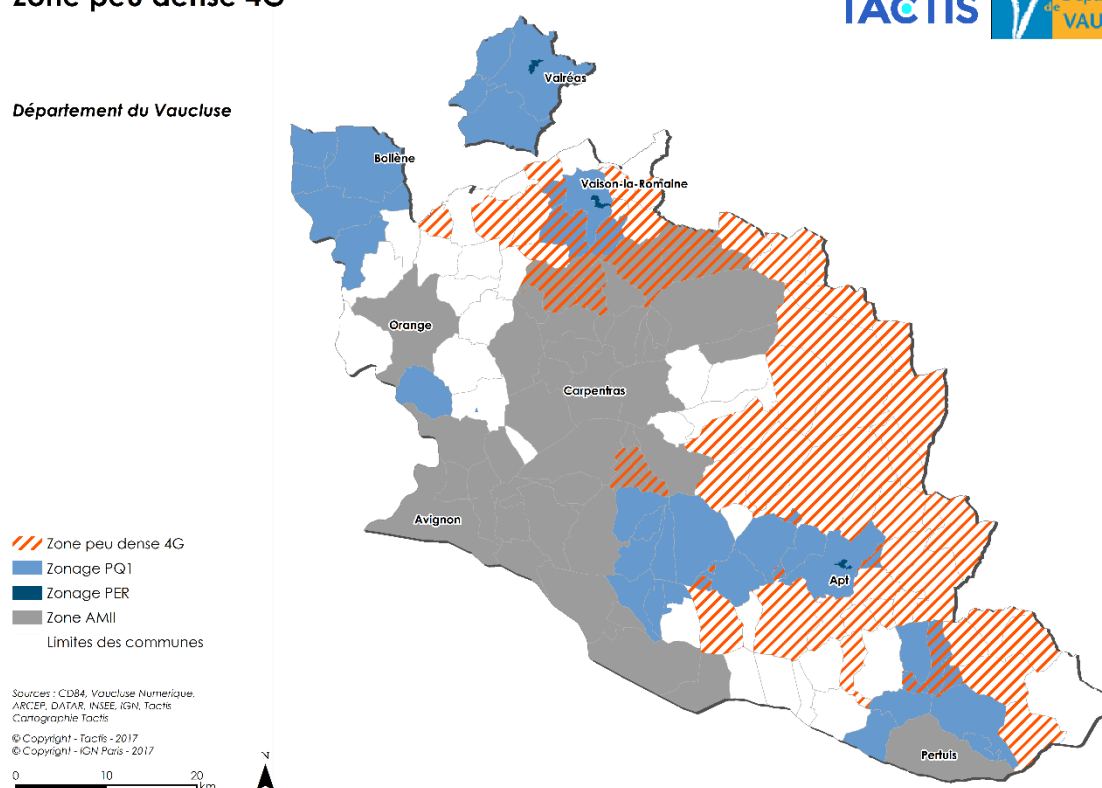 Zone peu dense 4G
TACTIS
de
VAU
Département du Vaucluse
Valréas
Bollène
Vaison-la-Romaine
Orange
Carpentras
Avignon
Apt
Pertuis
Zone peu dense 4G
Zonage PQ1
Zonage PER
Zone AMII
Limites des communes
Sources : CD84, Vaucluse Numerique,
ARCEP, DATAR, INSEE, IGN, Tactis
Cartographie Tactis
© Copyright - Tactis - 2017
© Copyright - IGN Paris - 2017
N
0 10 20
km